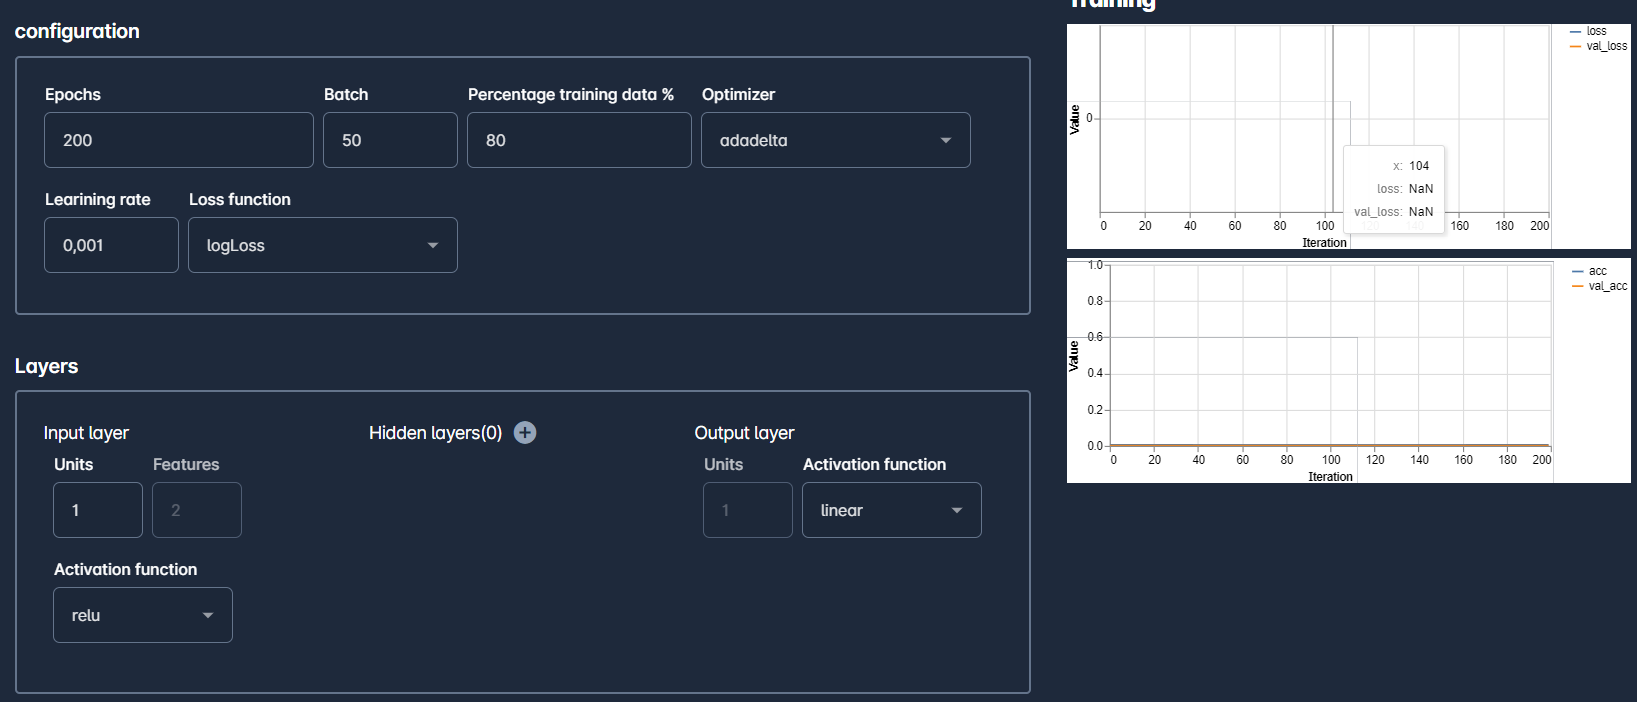 configuration
Epochs
Batch
Percentage training data %
Optimizer
200
50
80
adadelta
Learining rate
Loss function
0,001
logLoss
Layers
Input layer
Hidden layers(0)
Output layer
Units
Features
Units
Activation function
1
2
1
linear
Activation function
relu
Training
loss
val_loss
Value
0
x: 104
loss: NaN
val_loss: NaN
0 20 40 60 80 100 120 140 160 180 200
Iteration
acc
val_acc
Value
1.0
0.8
0.6
0.4
0.2
0.0
0 20 40 60 80 100 120 140 160 180 200
Iteration